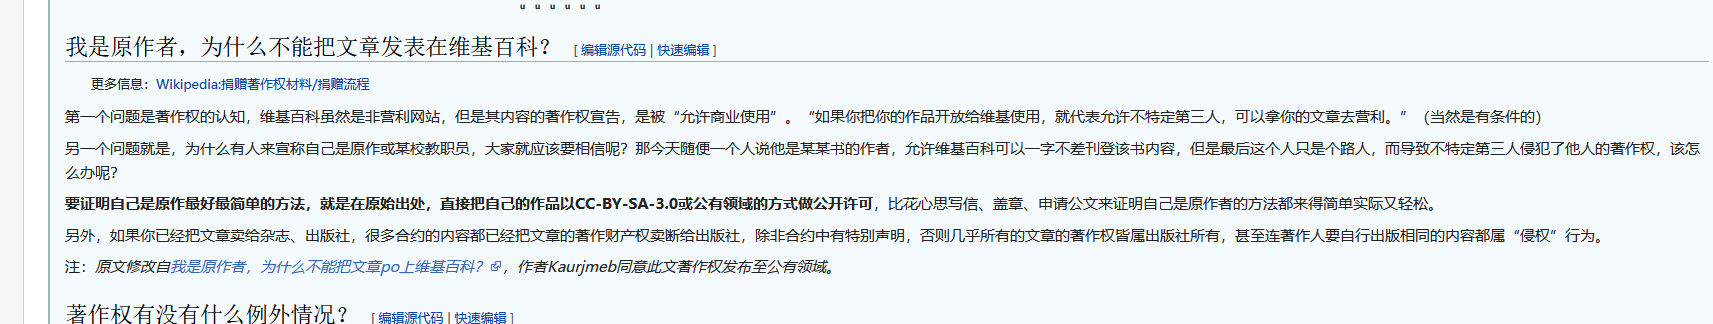 我是原作者，为什么不能把文章发表在维基百科？ [ 编辑源代码 | 快速编辑 ]
更多信息：Wikipedia:捐赠著作权材料/捐赠流程
第一个问题是著作权的认知，维基百科虽然是非营利网站，但是其内容的著作权宣告，是被“允许商业使用”。“如果你把你的作品开放给维基使用，就代表允许不特定第三人，可以拿你的文章去营利。”（当然是有条件的）
另一个问题就是，为什么有人来宣称自己是原作或某校教职员，大家就应该要相信呢？那今天随便一个人说他是某某书的作者，允许维基百科可以一字不差刊登该书内容，但是最后这个人只是个路人，而导致不特定第三人侵犯了他人的著作权，该怎
么办呢？
要证明自己是原作最好最简单的方法，就是在原始出处，直接把自己的作品以CC-BY-SA-3.0或公有领域的方式做公开许可，比花心思写信、盖章、申请公文来证明自己是原作者的方法都来得简单实际又轻松。
另外，如果你已经把文章卖给杂志、出版社，很多合约的内容都已经把文章的著作财产权卖断给出版社，除非合约中有特别声明，否则几乎所有的文章的著作权皆属出版社所有，甚至连著作人要自行出版相同的内容都属“侵权”行为。
注：原文修改自我是原作者，为什么不能把文章po上维基百科？，作者Kaurjmeb同意此文著作权发布至公有领域。
著作权有没有什么例外情况？ [ 编辑源代码 | 快速编辑 ]